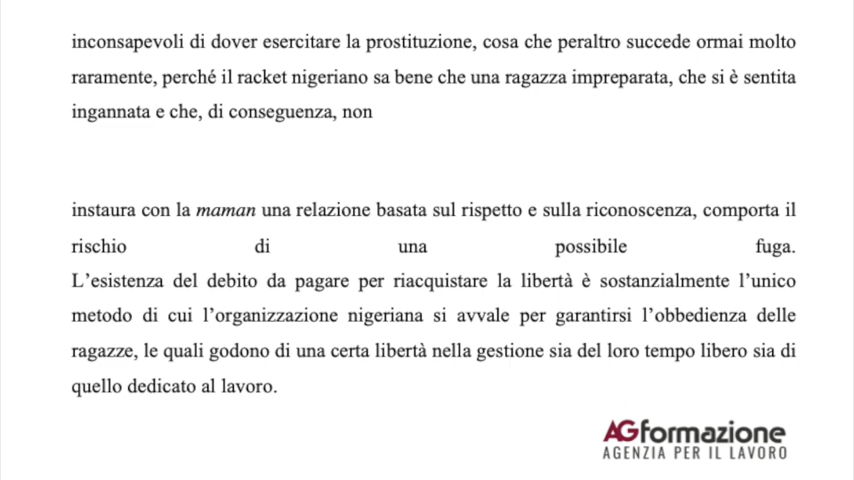 inconsapevoli di dover esercitare la prostituzione, cosa che peraltro succede ormai molto
raramente, perché il racket nigeriano sa bene che una ragazza impreparata, che si è sentita
ingannata e che, di conseguenza, non
instaura con la maman una relazione basata sul rispetto e sulla riconoscenza, comporta il
rischio di una possibile fuga.
L’esistenza del debito da pagare per riacquistare la libertà è sostanzialmente l’unico
metodo di cui l’organizzazione nigeriana si avvale per garantirsi l’obbedienza delle
ragazze, le quali godono di una certa libertà nella gestione sia del loro tempo libero sia di
quello dedicato al lavoro.
AGformazione
AGENZIA PER IL LAVORO